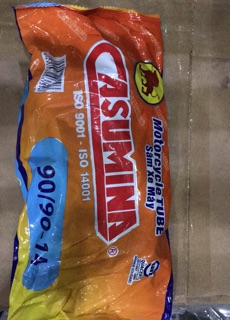 Motorcycle TUBE
Săm Xe Máy
CASUMINA
®
ISO 9001 - ISO 14001
90/90-14